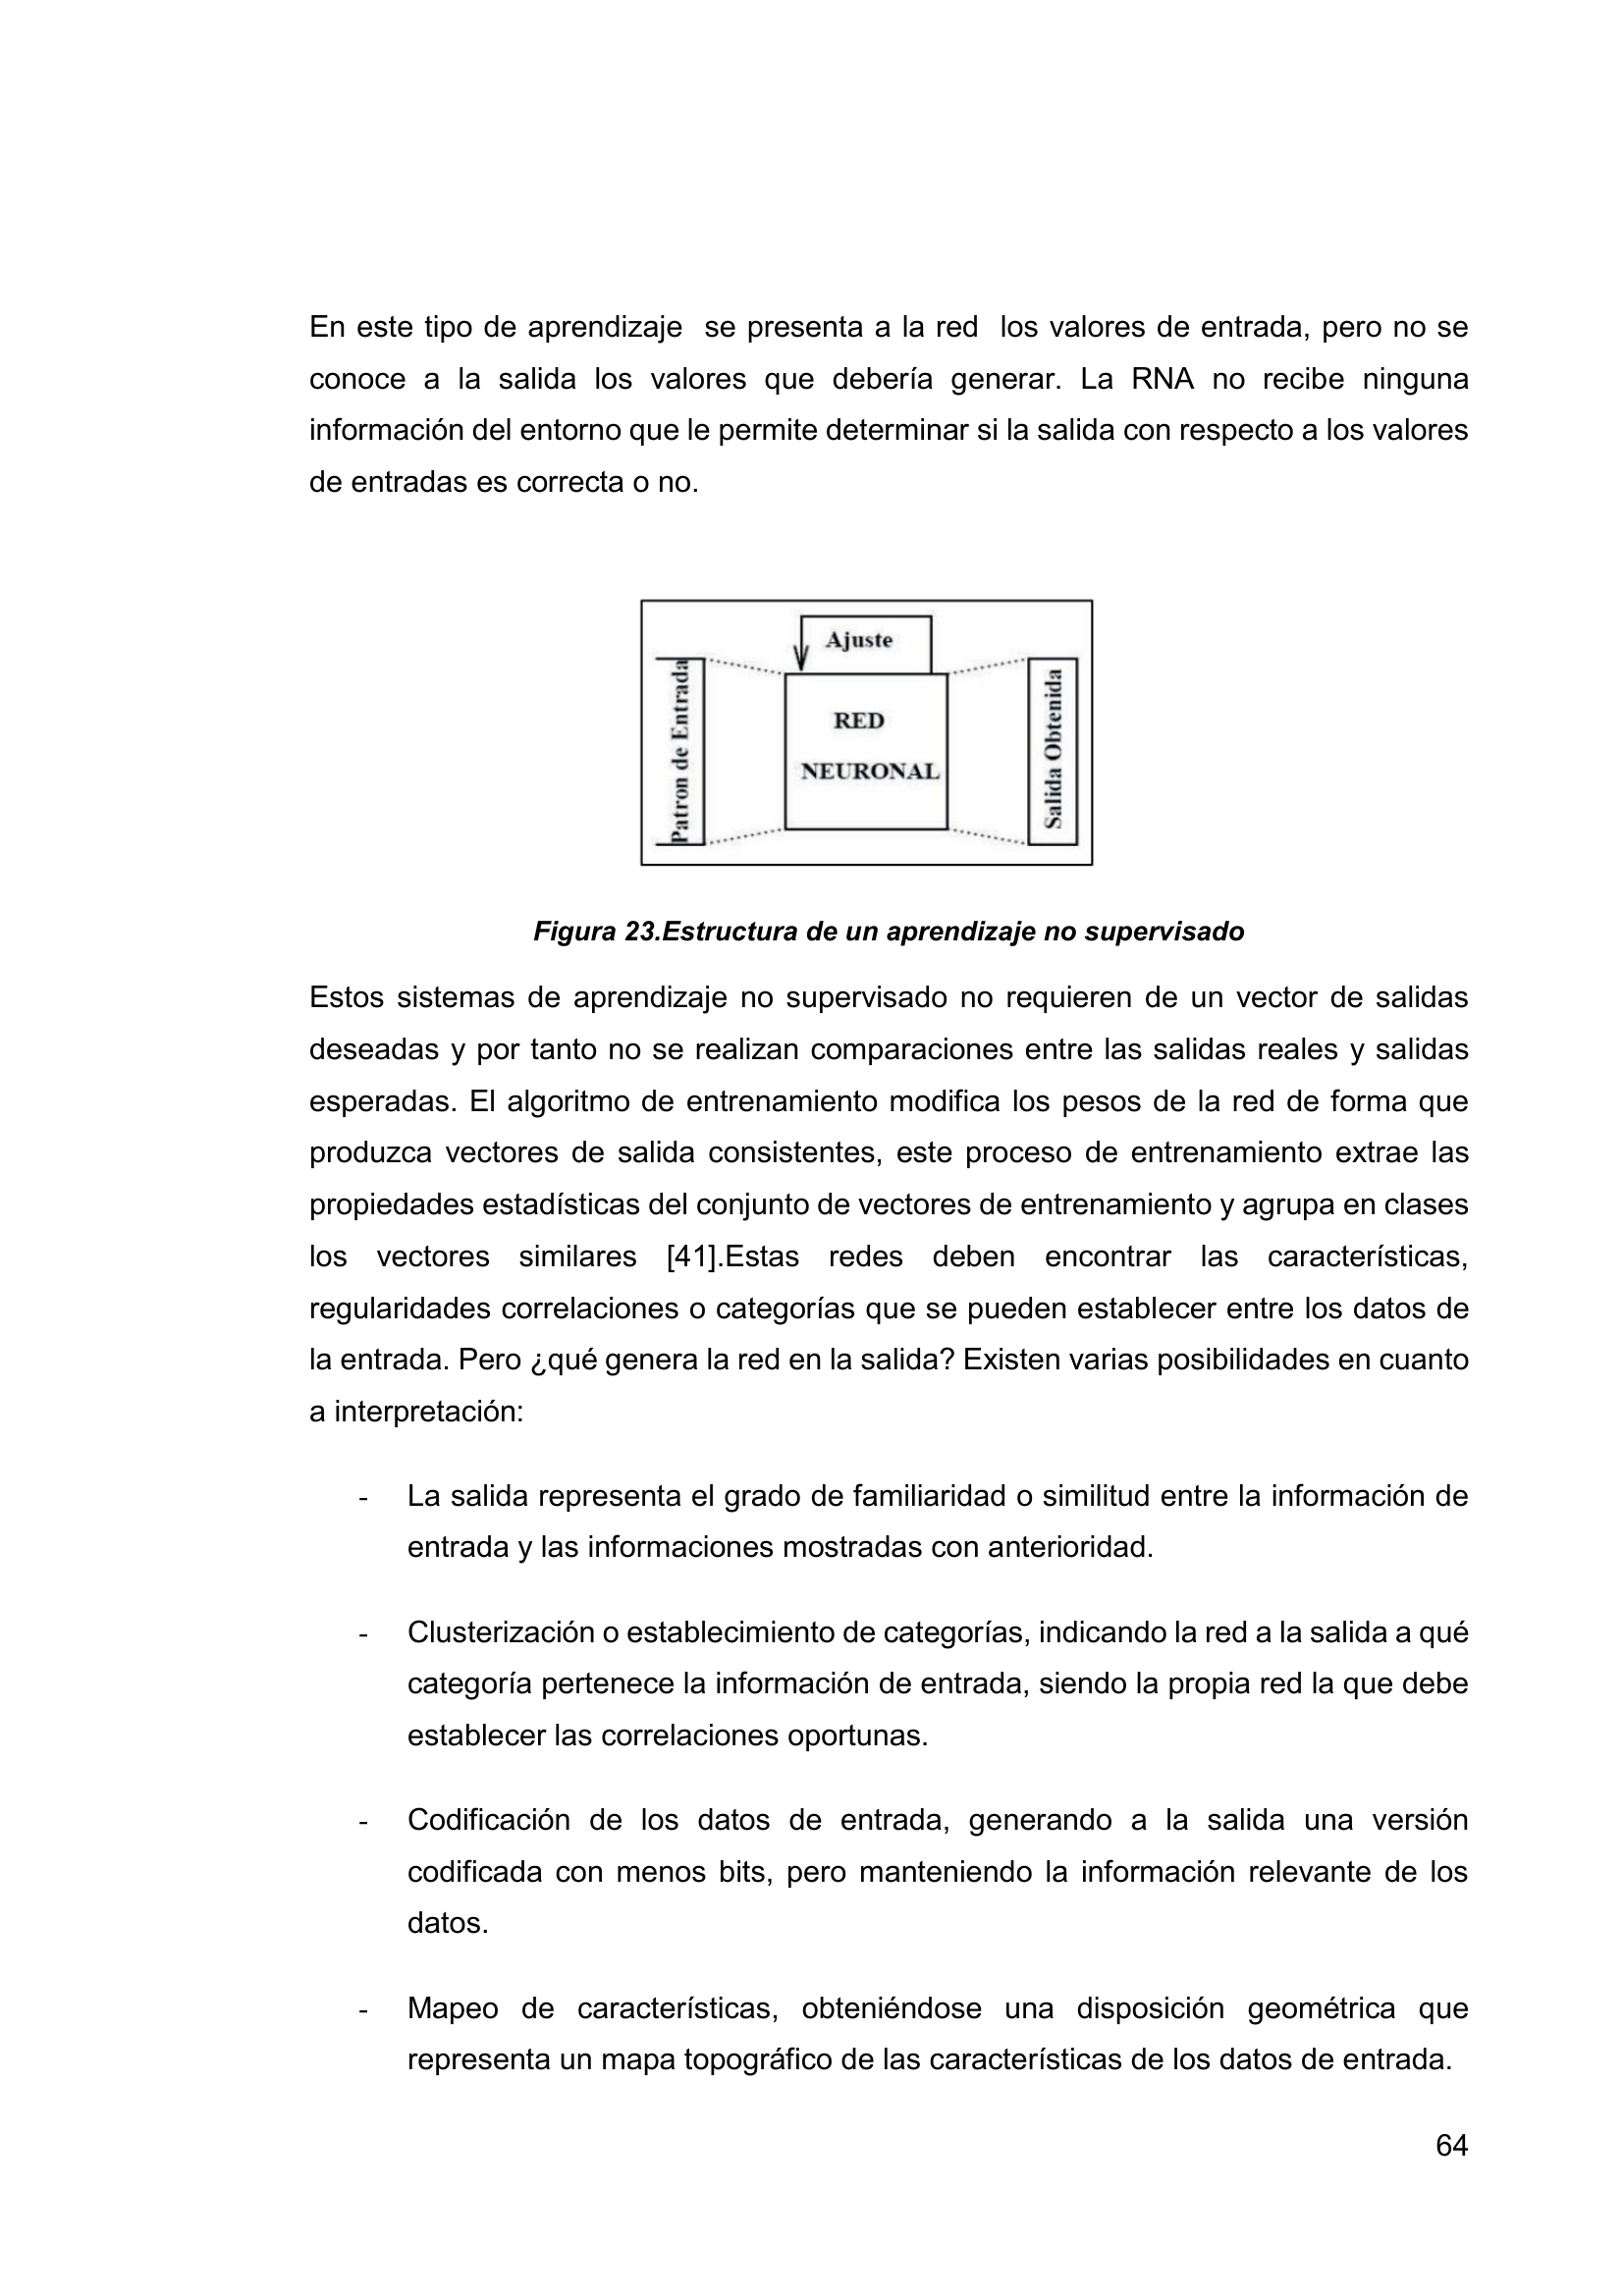 En este tipo de aprendizaje  se presenta a la red  los valores de entrada, pero no se
conoce a la salida los valores que debería generar. La RNA no recibe ninguna
información del entorno que le permite determinar si la salida con respecto a los valores
de entradas es correcta o no.
Ajuste
Patron de Entrada
RED
NEURONAL
Salida Obtenida
Figura 23.Estructura de un aprendizaje no supervisado
Estos sistemas de aprendizaje no supervisado no requieren de un vector de salidas
deseadas y por tanto no se realizan comparaciones entre las salidas reales y salidas
esperadas. El algoritmo de entrenamiento modifica los pesos de la red de forma que
produzca vectores de salida consistentes, este proceso de entrenamiento extrae las
propiedades estadísticas del conjunto de vectores de entrenamiento y agrupa en clases
los vectores similares [41].Estas redes deben encontrar las características,
regularidades correlaciones o categorías que se pueden establecer entre los datos de
la entrada. Pero ¿qué genera la red en la salida? Existen varias posibilidades en cuanto
a interpretación:
- La salida representa el grado de familiaridad o similitud entre la información de
entrada y las informaciones mostradas con anterioridad.
- Clusterización o establecimiento de categorías, indicando la red a la salida a qué
categoría pertenece la información de entrada, siendo la propia red la que debe
establecer las correlaciones oportunas.
- Codificación de los datos de entrada, generando a la salida una versión
codificada con menos bits, pero manteniendo la información relevante de los
datos.
- Mapeo de características, obteniéndose una disposición geométrica que
representa un mapa topográfico de las características de los datos de entrada.
64